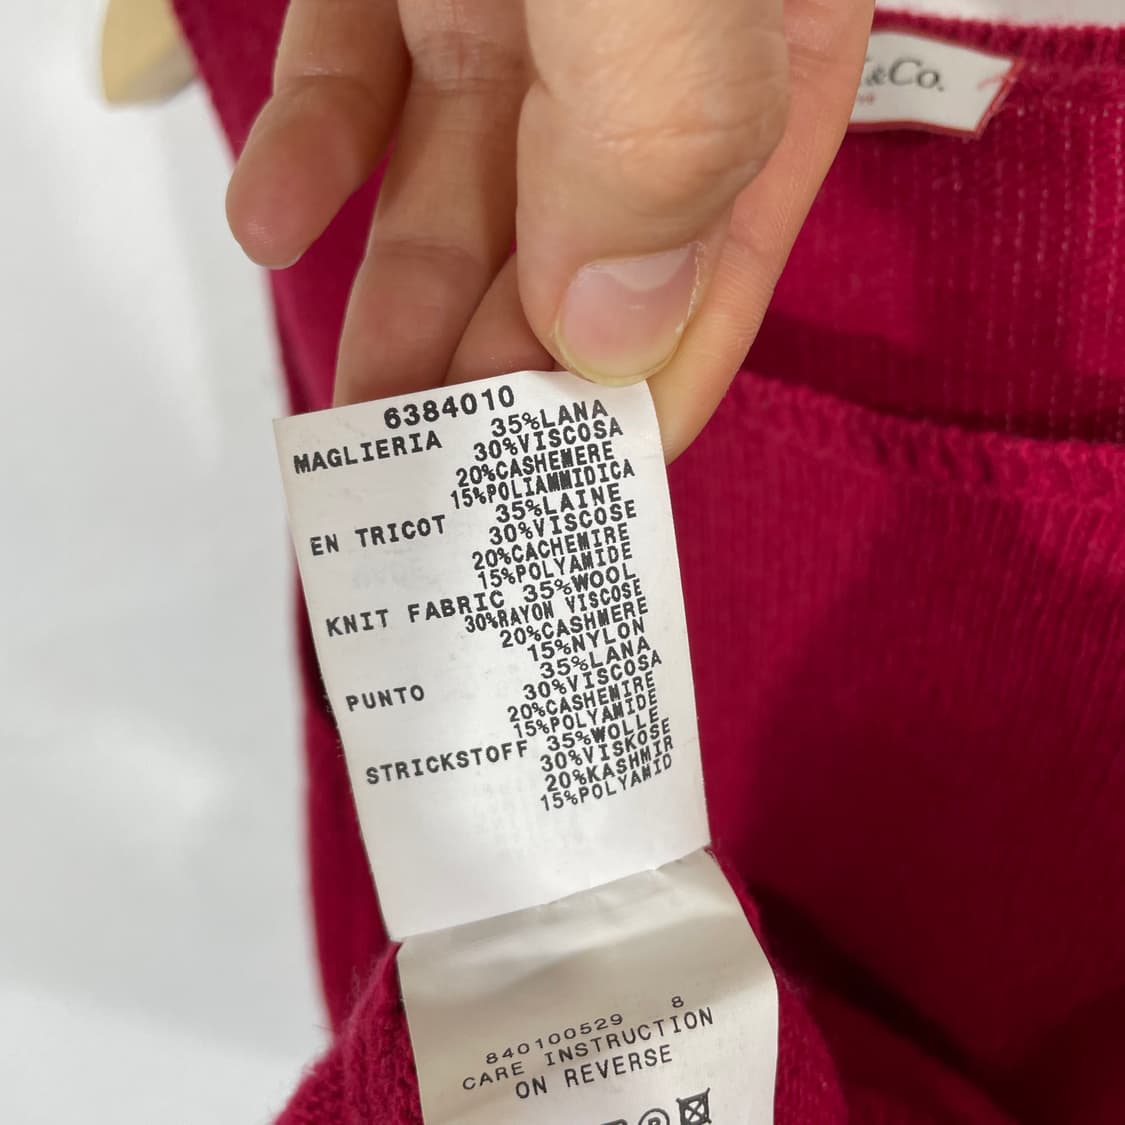 &Co.
6384010
MAGLIERIA 35%LANA
30%VISCOSA
20%CASHEMERE
15%POLIAMMIDICA
EN TRICOT 35%LAINE
30%VISCOSE
20%CACHEMIRE
15%POLYAMIDE
KNIT FABRIC 35%WOOL
30%RAYON VISCOSE
20%CASHMERE
15%NYLON
PUNTO 35%LANA
30%VISCOSA
20%CASHEMIRE
15%POLYAMIDE
STRICKSTOFF 35%WOLLE
30%VISKOSE
20%KASHMIR
15%POLYAMID
840100529 8
CARE INSTRUCTION
ON REVERSE